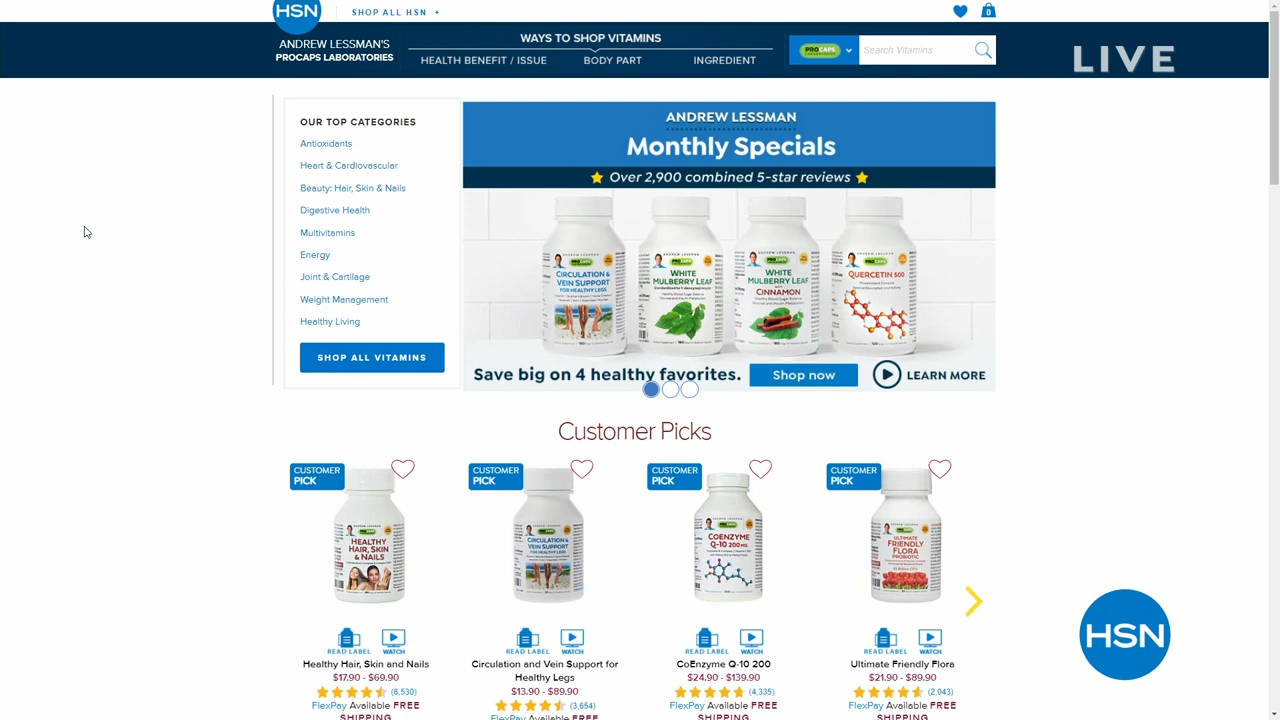 HSN
SHOP ALL HSN +
0
ANDREW LESSMAN'S
PROCAPS LABORATORIES
WAYS TO SHOP VITAMINS
HEALTH BENEFIT / ISSUE
BODY PART
INGREDIENT
PROCAPS
Search Vitamins
LIVE
OUR TOP CATEGORIES
Antioxidants
Heart & Cardiovascular
Beauty: Hair, Skin & Nails
Digestive Health
Multivitamins
Energy
Joint & Cartilage
Weight Management
Healthy Living
SHOP ALL VITAMINS
ANDREW LESSMAN
Monthly Specials
Over 2,900 combined 5-star reviews
CIRCULATION &
VEIN SUPPORT
FOR HEALTHY LEGS
WHITE
MULBERRY LEAF
WHITE
MULBERRY LEAF
WITH
CINNAMON
QUERCETIN 500
Save big on 4 healthy favorites.
Shop now
LEARN MORE
Customer Picks
CUSTOMER
PICK
HEALTHY
HAIR, SKIN
& NAILS
READ LABEL
WATCH
Healthy Hair, Skin and Nails
$17.90 - $69.90
(6,530)
FlexPay Available FREE
SHIPPING
CUSTOMER
PICK
CIRCULATION &
VEIN SUPPORT
FOR HEALTHY LEGS
READ LABEL
WATCH
Circulation and Vein Support for
Healthy Legs
$13.90 - $89.90
(3,654)
FlexPay Available FREE
CUSTOMER
PICK
COENZYME
Q-10 200 MG
READ LABEL
WATCH
CoEnzyme Q-10 200
$24.90 - $139.90
(4,335)
FlexPay Available FREE
SHIPPING
CUSTOMER
PICK
ULTIMATE
FRIENDLY
FLORA
PROBIOTIC
READ LABEL
WATCH
Ultimate Friendly Flora
$21.90 - $89.90
(2,043)
FlexPay Available FREE
SHIPPING
HSN